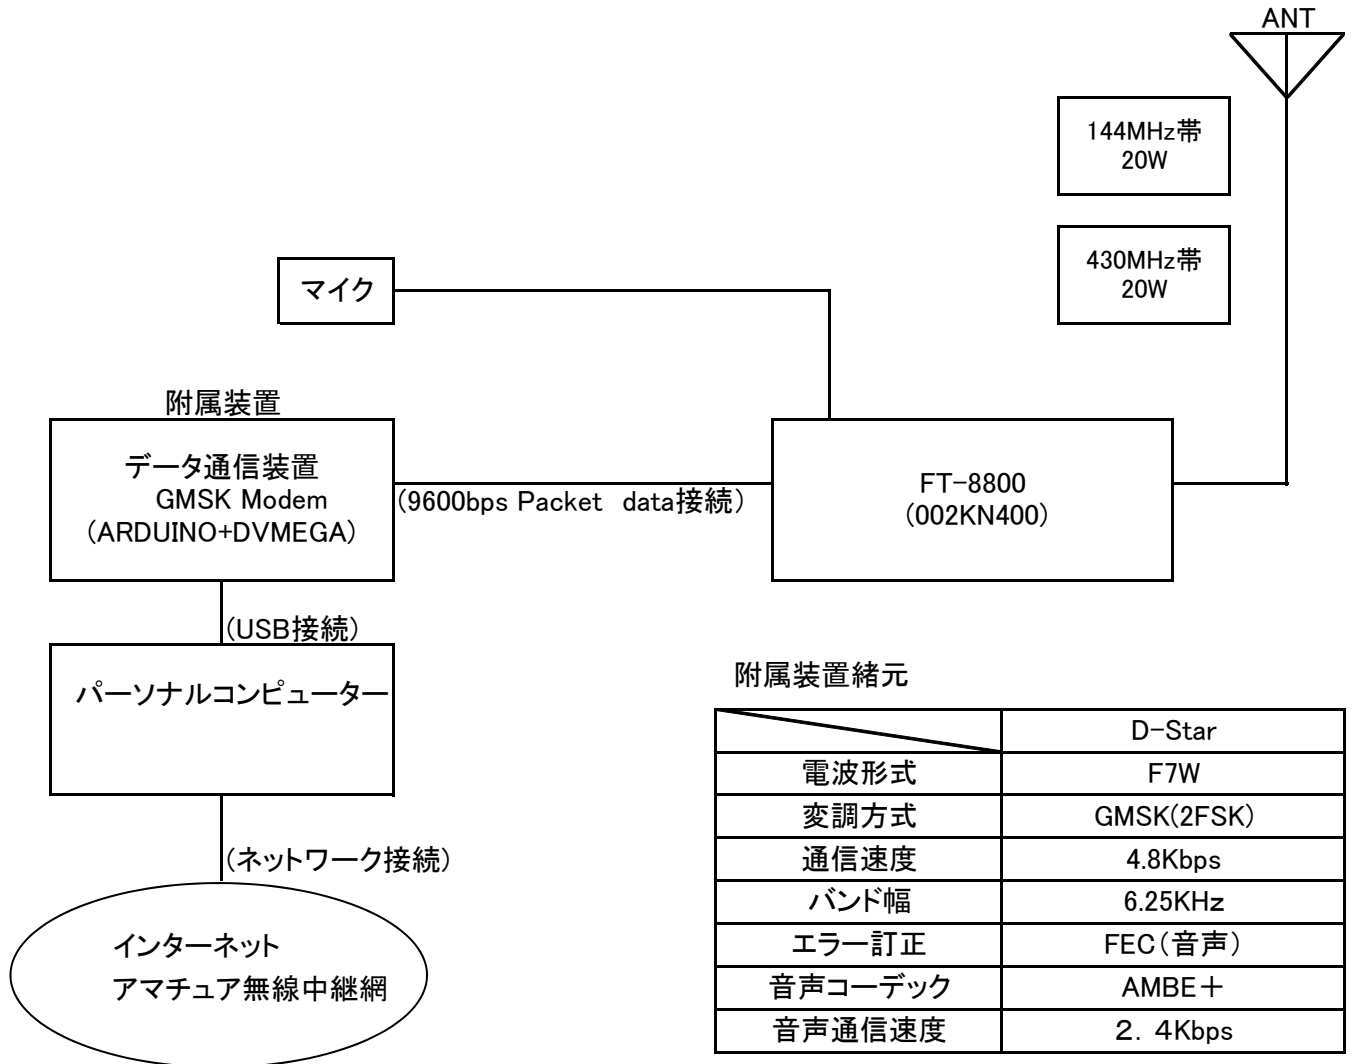 ANT
144MHz帯
20W
430MHz帯
20W
マイク
附属装置
データ通信装置
GMSK Modem
(ARDUINO+DVMEGA)
(9600bps Packet data接続)
FT-8800
(002KN400)
(USB接続)
パーソナルコンピューター
(ネットワーク接続)
インターネット
アマチュア無線中継網
附属装置緒元
D-Star
電波形式 F7W
変調方式 GMSK(2FSK)
通信速度 4.8Kbps
バンド幅 6.25KHz
エラー訂正 FEC(音声)
音声コーデック AMBE+
音声通信速度 2.4Kbps